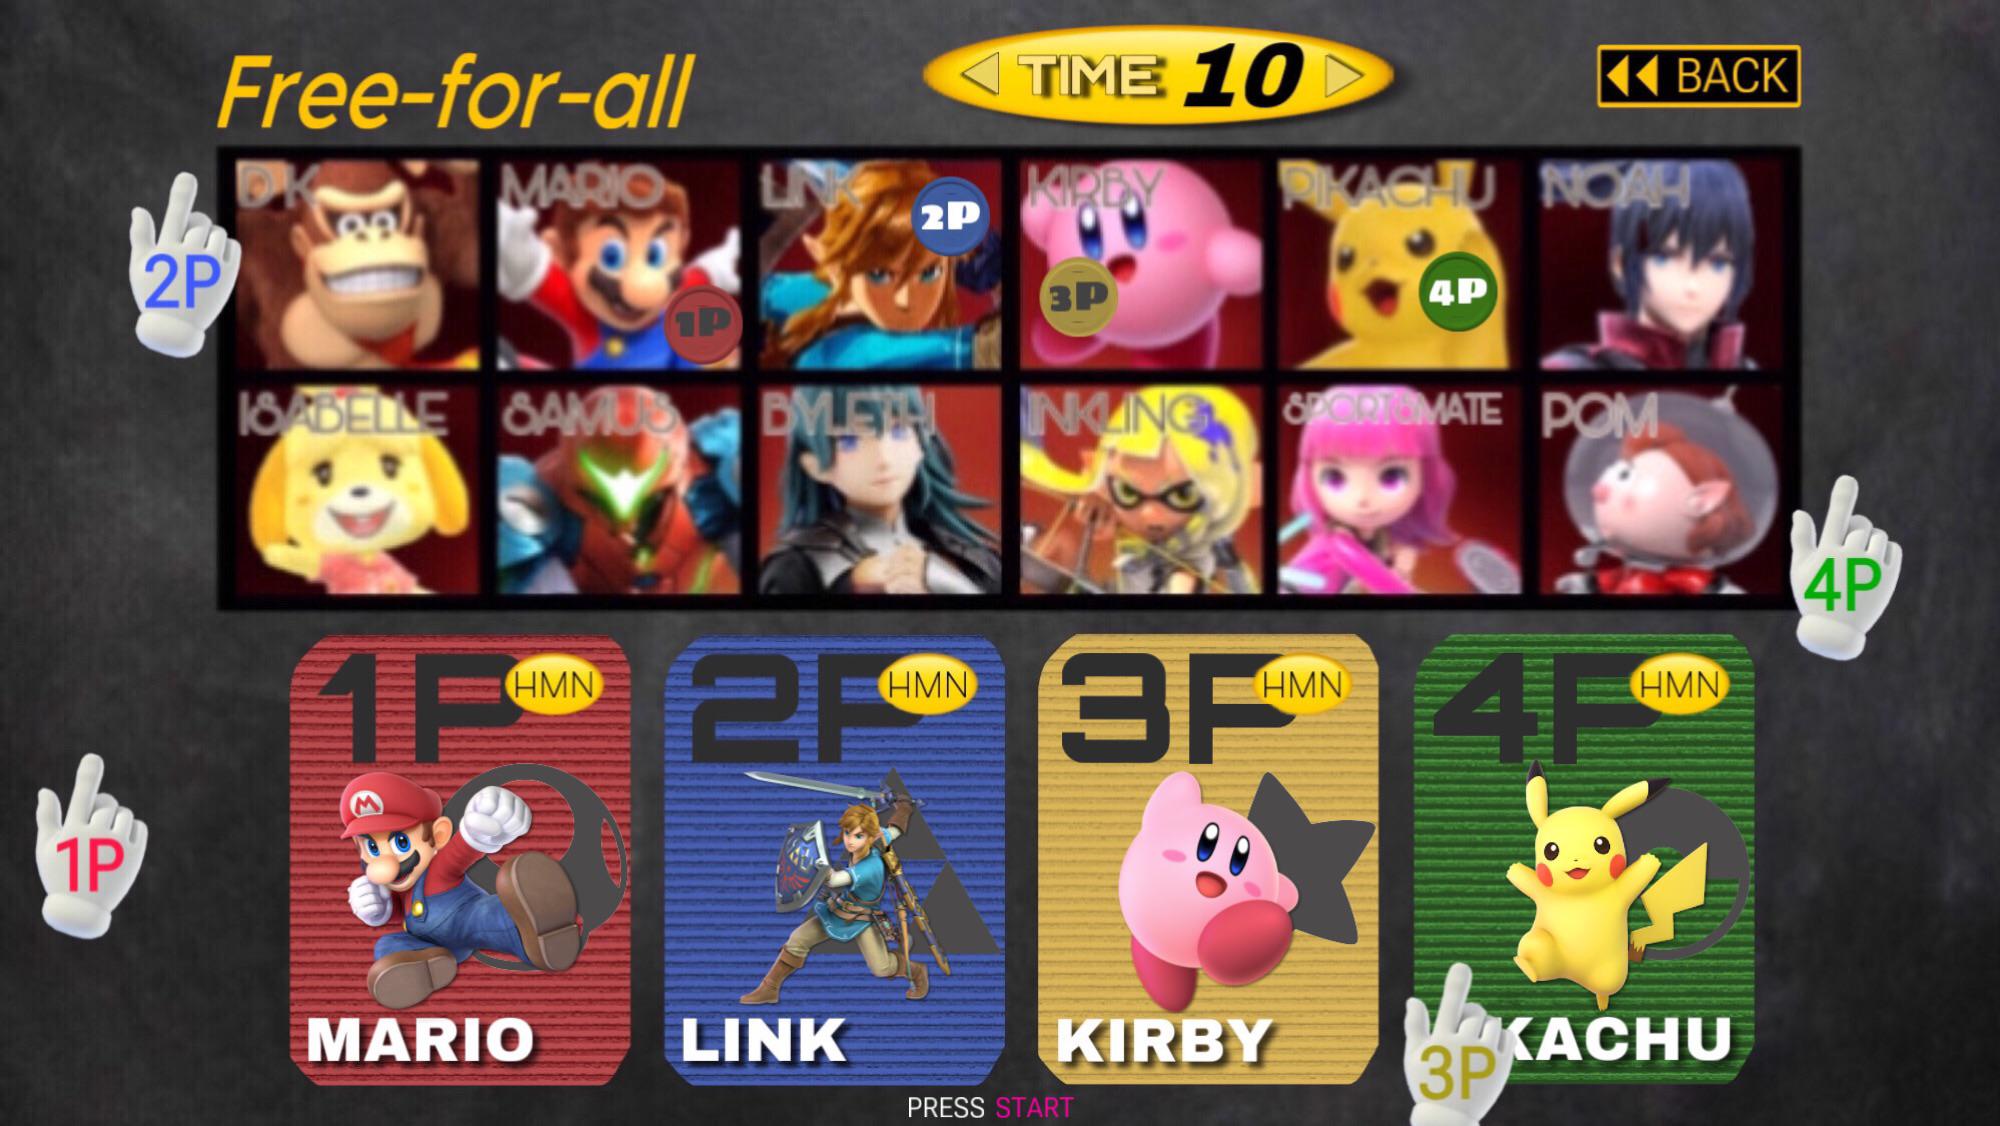 Free-for-all
TIME 10
BACK
DK MARIO LINK KIRBY PIKACHU NOAH
2P
2P
3P
4P
1P
ISABELLE SAMUS BYLETH INKLING SPORTSMATE POM
4P
1P HMN
2P HMN
3P HMN
4P HMN
M
1P
MARIO
LINK
KIRBY
KACHU
3P
PRESS START